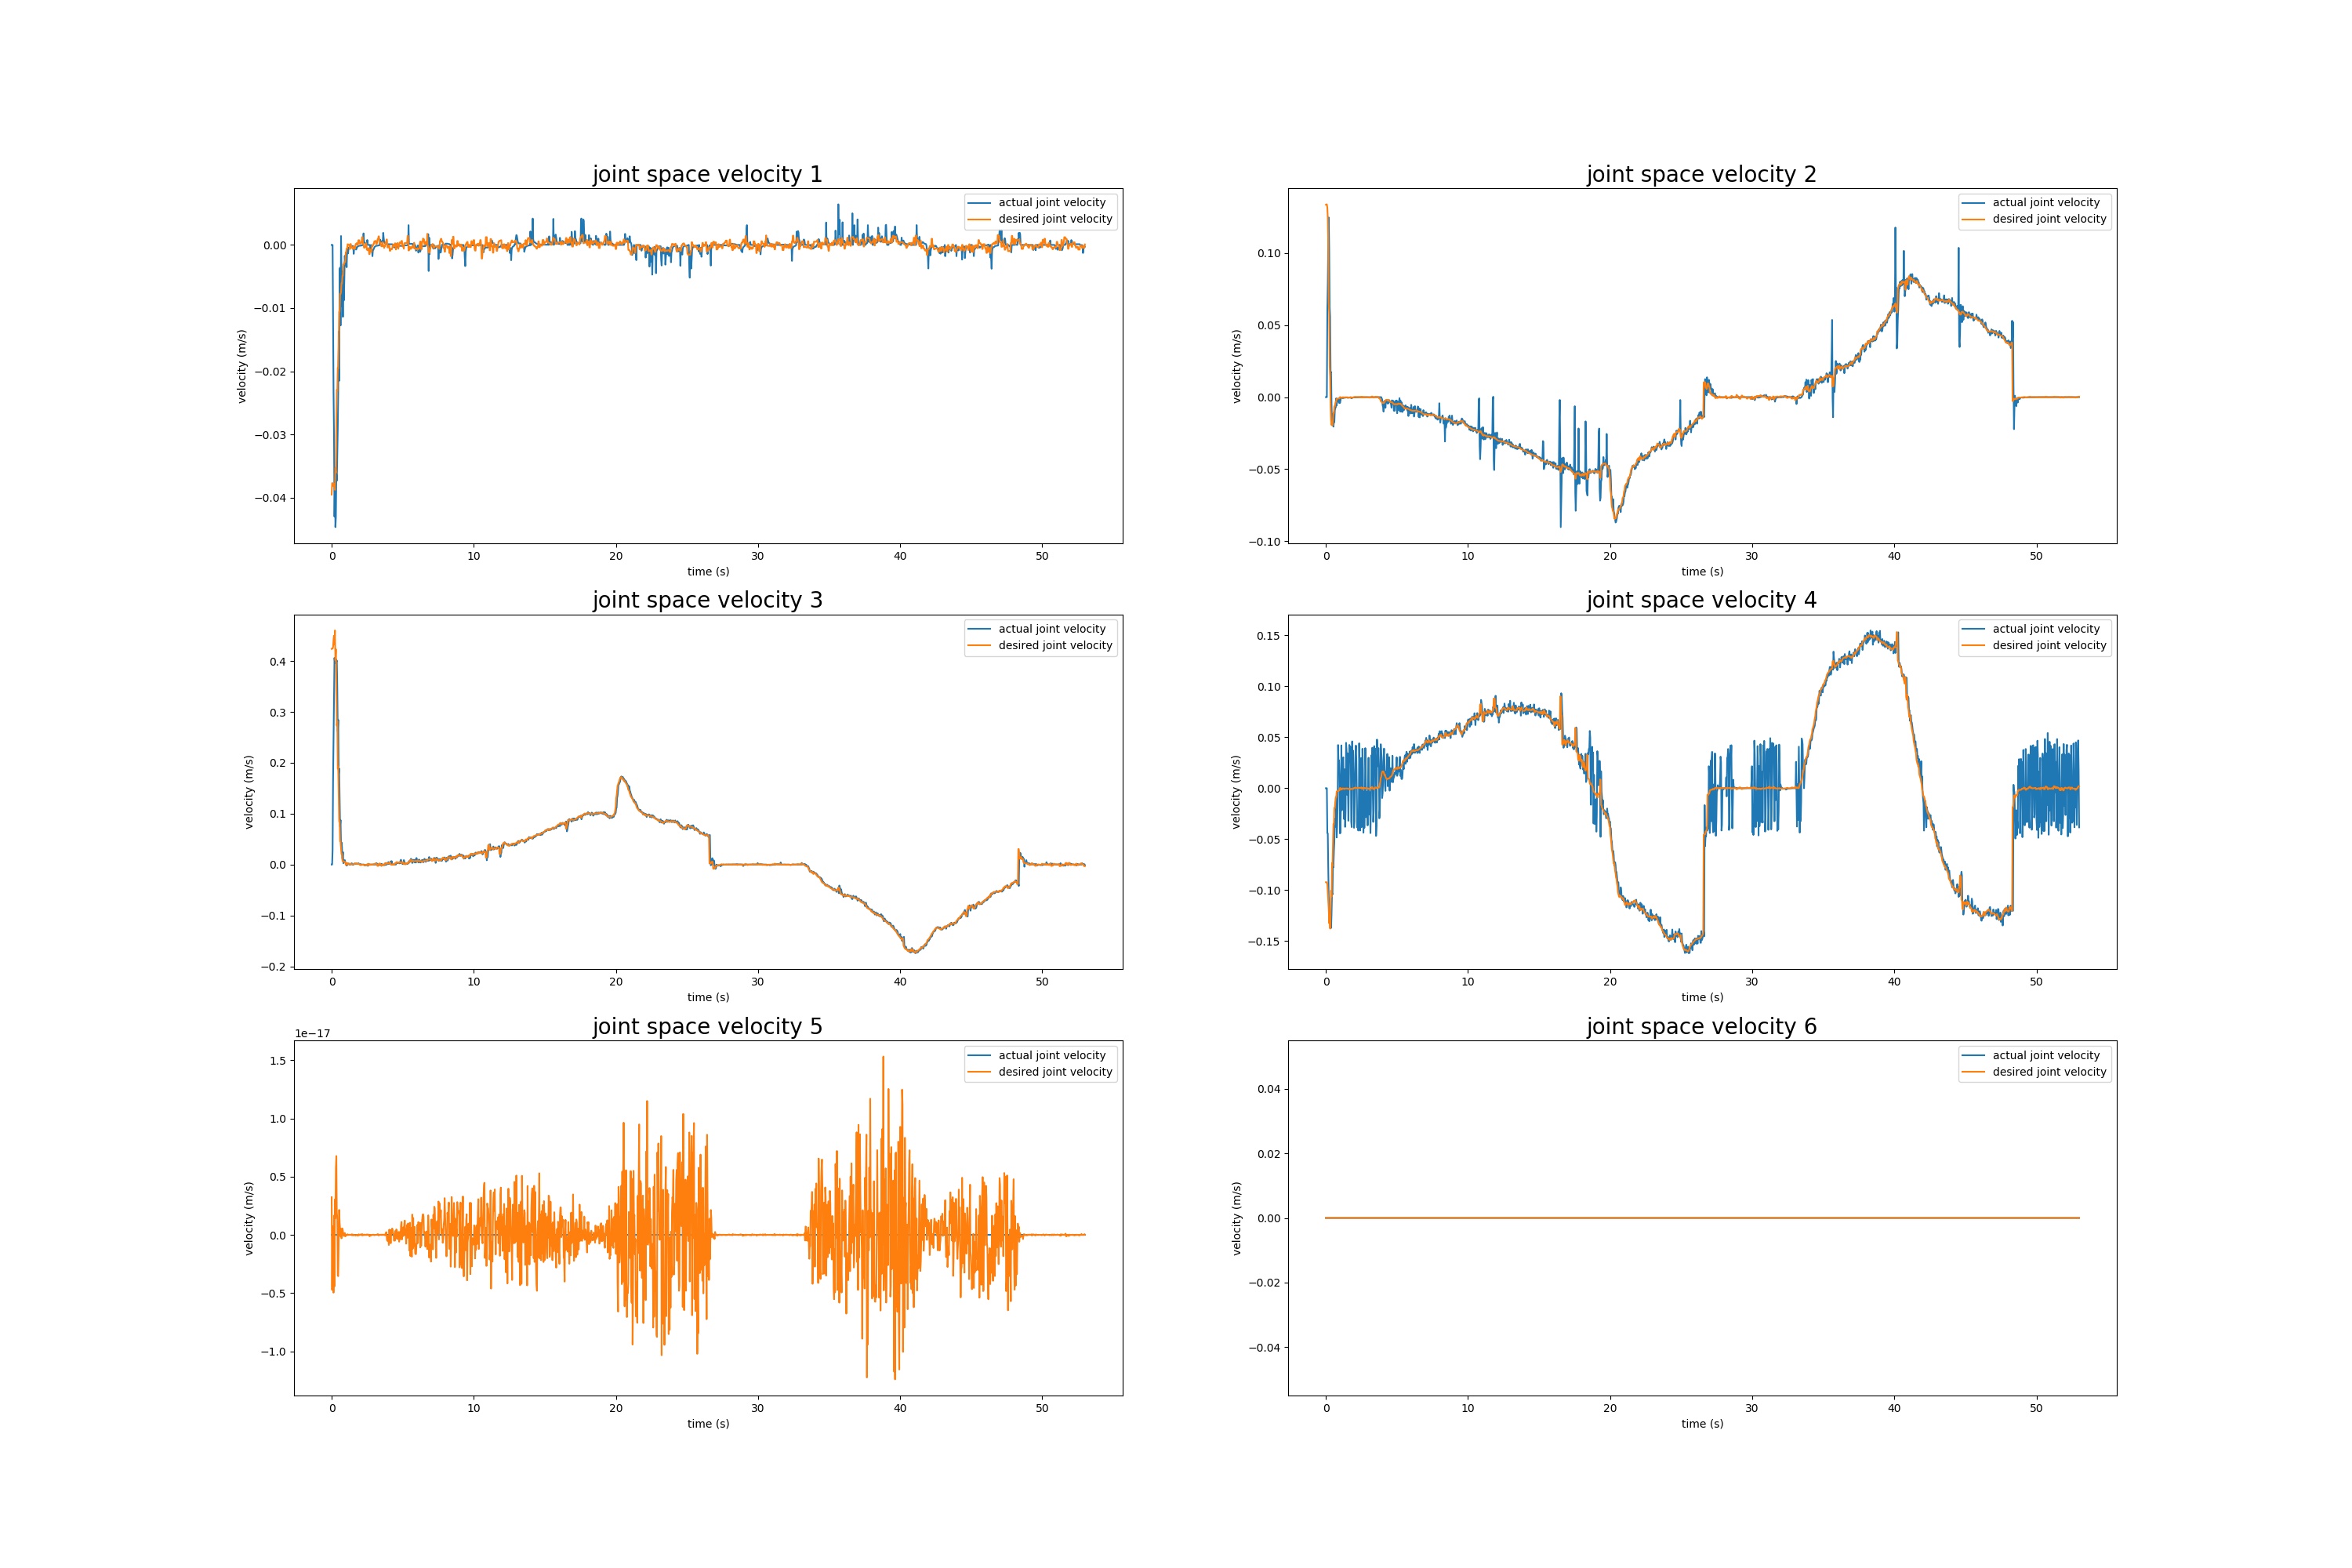 joint space velocity 1
actual joint velocity
desired joint velocity
0.00
−0.01
−0.02
−0.03
−0.04
velocity (m/s)
0 10 20 30 40 50
time (s)
joint space velocity 2
actual joint velocity
desired joint velocity
0.10
0.05
0.00
−0.05
−0.10
velocity (m/s)
0 10 20 30 40 50
time (s)
joint space velocity 3
actual joint velocity
desired joint velocity
0.4
0.3
0.2
0.1
0.0
−0.1
−0.2
velocity (m/s)
0 10 20 30 40 50
time (s)
joint space velocity 4
actual joint velocity
desired joint velocity
0.15
0.10
0.05
0.00
−0.05
−0.10
−0.15
velocity (m/s)
0 10 20 30 40 50
time (s)
joint space velocity 5
1e−17
actual joint velocity
desired joint velocity
1.5
1.0
0.5
0.0
−0.5
−1.0
velocity (m/s)
0 10 20 30 40 50
time (s)
joint space velocity 6
actual joint velocity
desired joint velocity
0.04
0.02
0.00
−0.02
−0.04
velocity (m/s)
0 10 20 30 40 50
time (s)